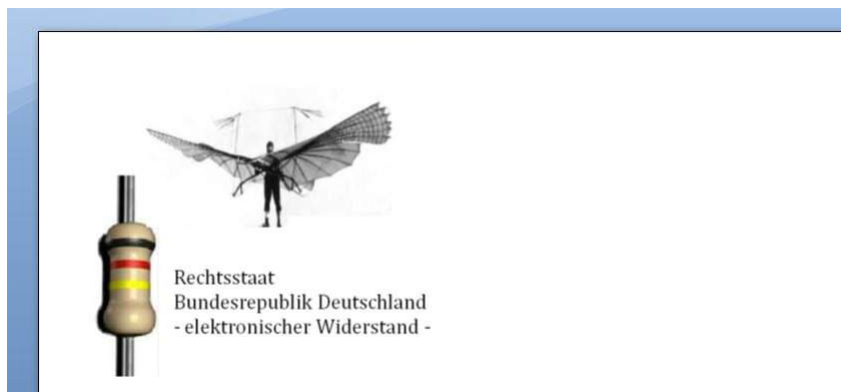 Rechtsstaat
Bundesrepublik Deutschland
- elektronischer Widerstand -